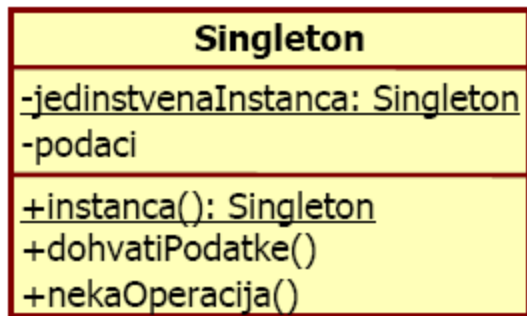 Singleton
-jedinstvenaInstanca: Singleton
-podaci
+instanca(): Singleton
+dohvatiPodatke()
+nekaOperacija()